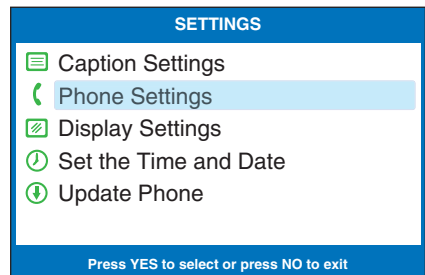 SETTINGS
Caption Settings
Phone Settings
Display Settings
Set the Time and Date
Update Phone
Press YES to select or press NO to exit